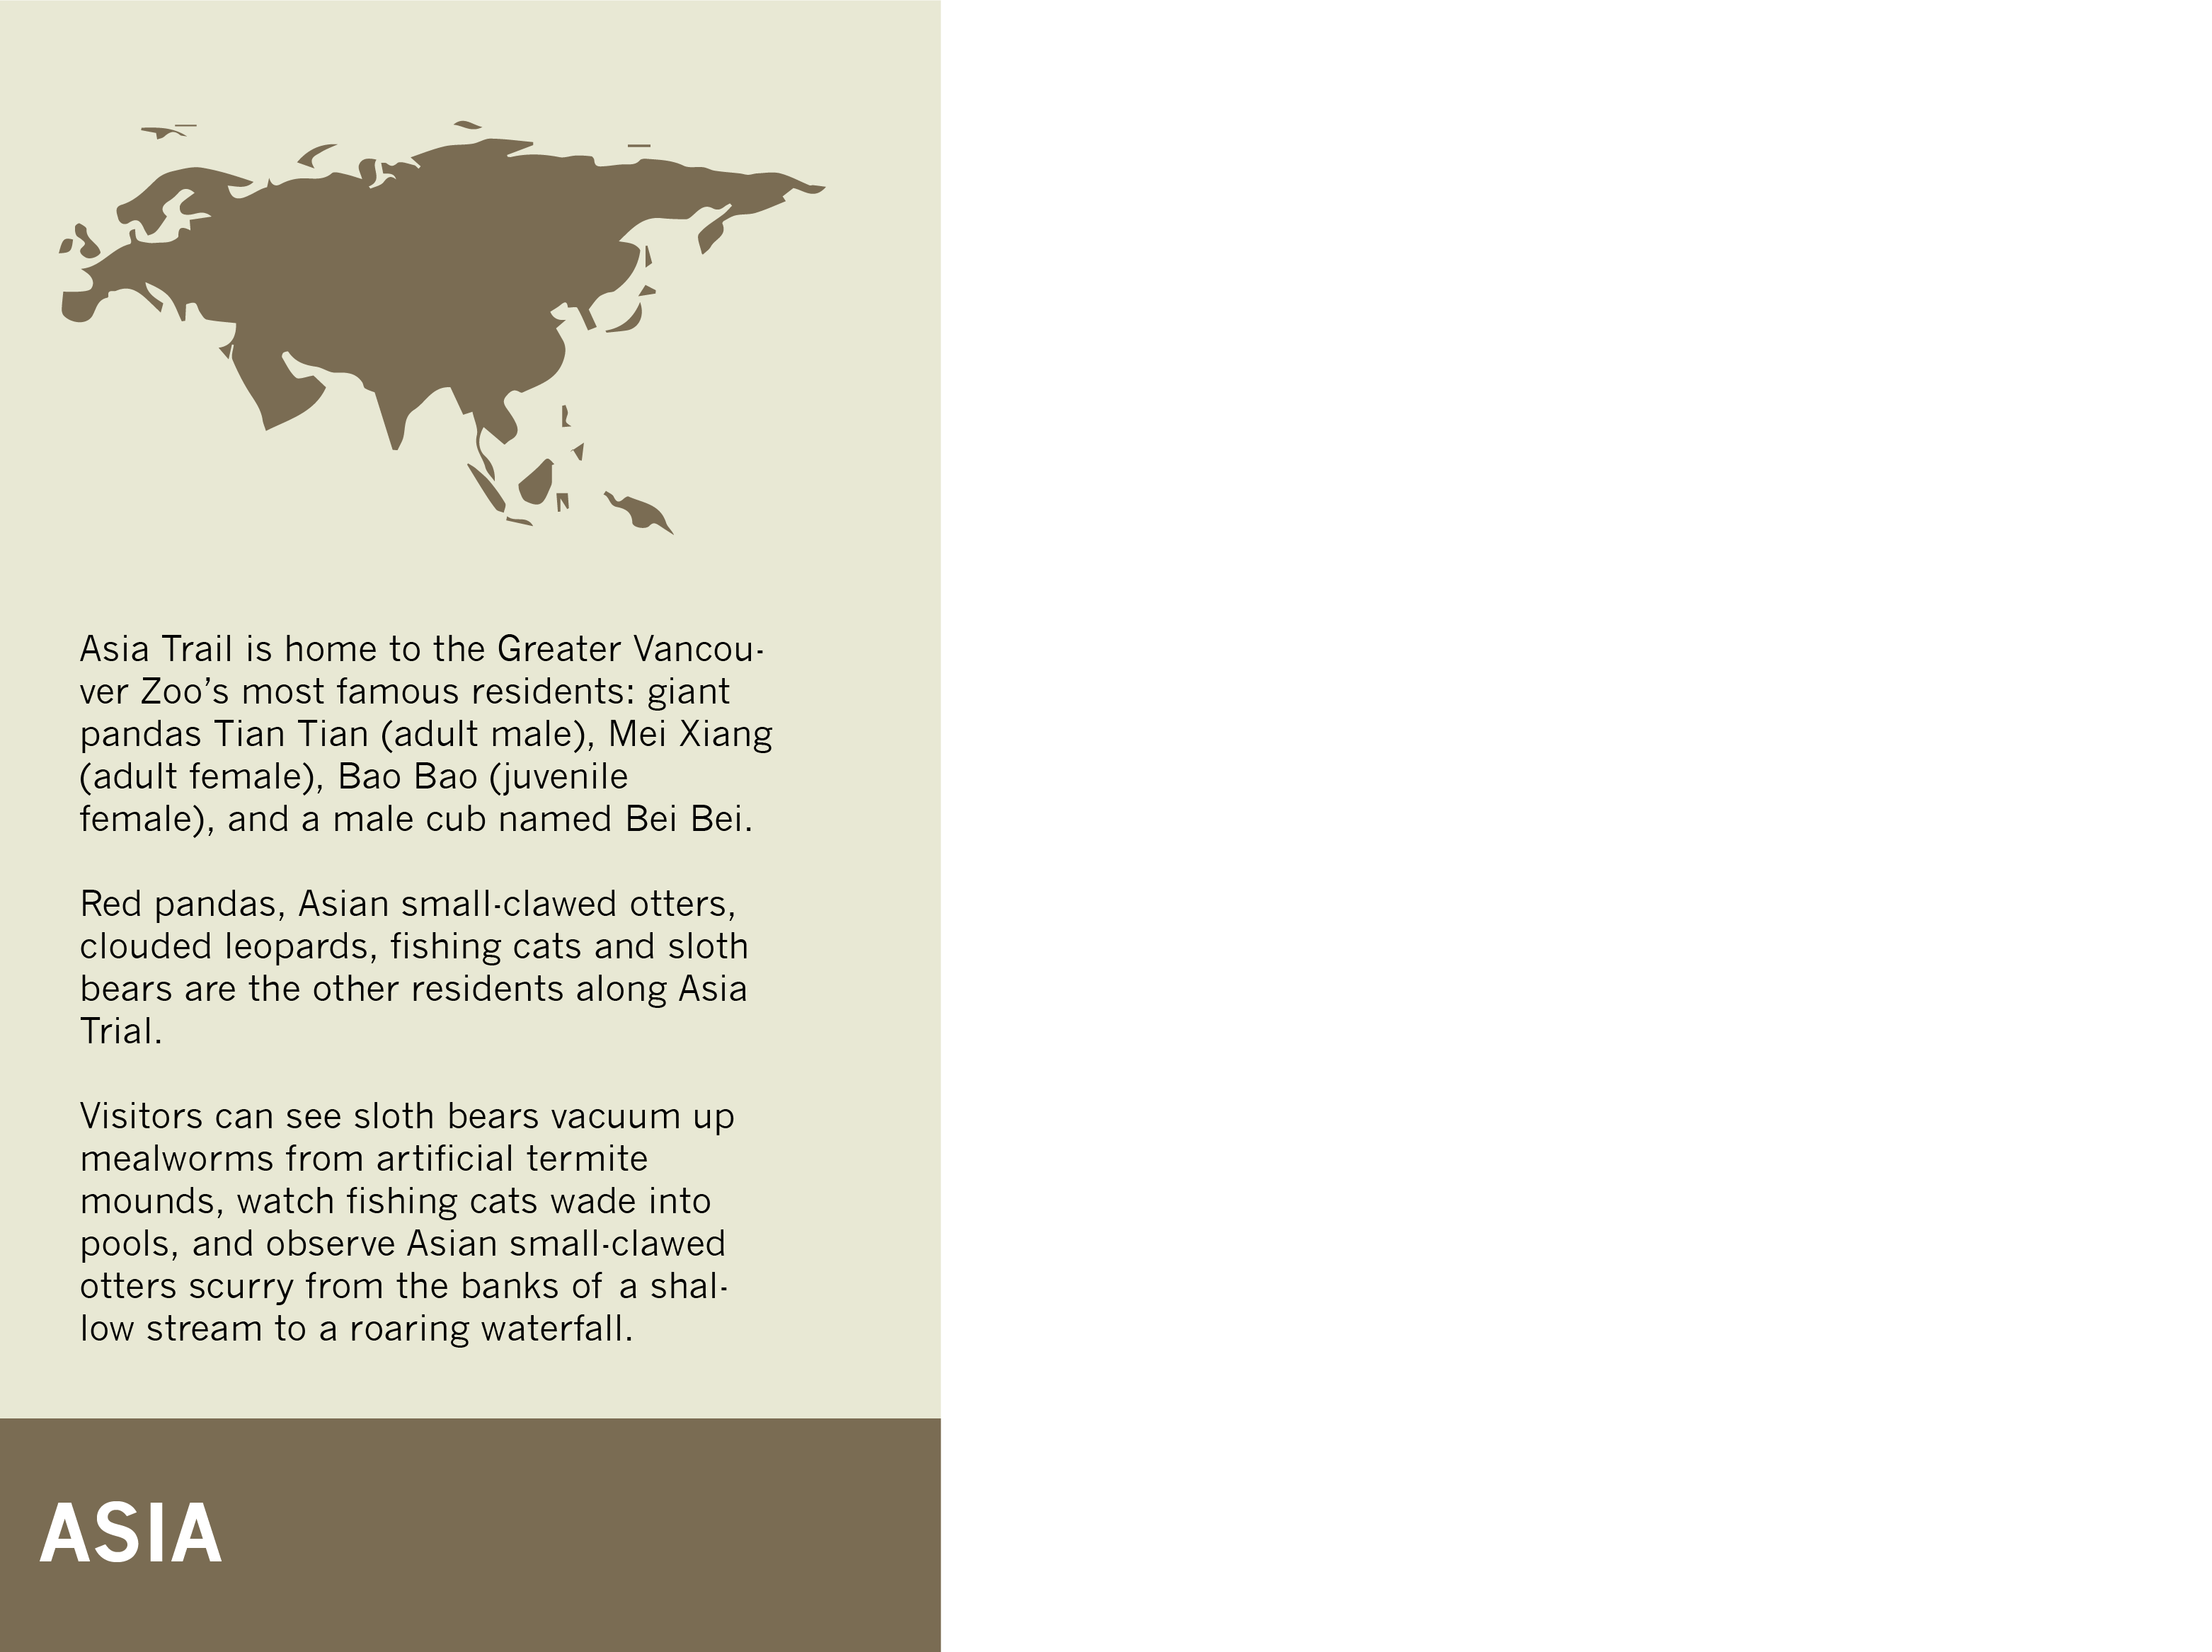 Asia Trail is home to the Greater Vancou-
ver Zoo’s most famous residents: giant
pandas Tian Tian (adult male), Mei Xiang
(adult female), Bao Bao (juvenile
female), and a male cub named Bei Bei.
Red pandas, Asian small-clawed otters,
clouded leopards, fishing cats and sloth
bears are the other residents along Asia
Trial.
Visitors can see sloth bears vacuum up
mealworms from artificial termite
mounds, watch fishing cats wade into
pools, and observe Asian small-clawed
otters scurry from the banks of a shal-
low stream to a roaring waterfall.
ASIA